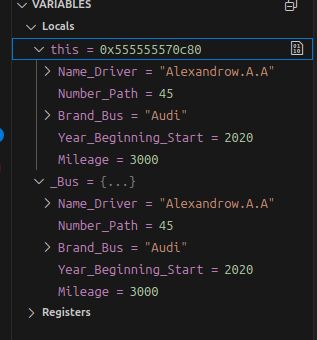 VARIABLES
Locals
this = 0x555555570c80
Name_Driver = "Alexandrow.A.A"
Number_Path = 45
Brand_Bus = "Audi"
Year_Beginning_Start = 2020
Mileage = 3000
_Bus = {...}
Name_Driver = "Alexandrow.A.A"
Number_Path = 45
Brand_Bus = "Audi"
Year_Beginning_Start = 2020
Mileage = 3000
Registers